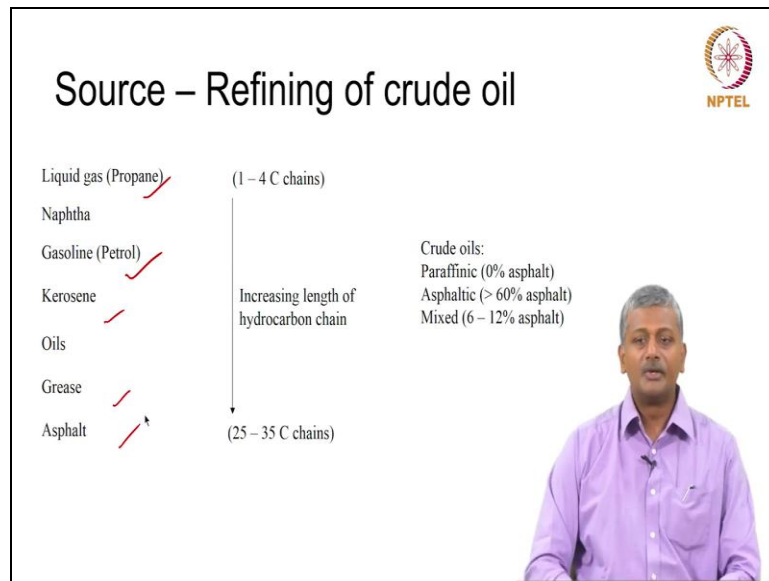 Source – Refining of crude oil
NPTEL
Liquid gas (Propane)
(1 – 4 C chains)
Naphtha
Gasoline (Petrol)
Kerosene
Oils
Grease
Asphalt
Increasing length of
hydrocarbon chain
(25 – 35 C chains)
Crude oils:
Paraffinic (0% asphalt)
Asphaltic (> 60% asphalt)
Mixed (6 – 12% asphalt)